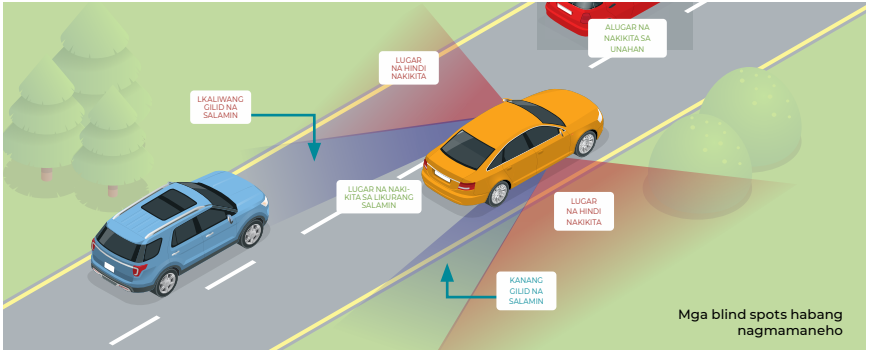 ALUGAR NA
NAKIKITA SA
UNAHAN
LUGAR
NA HINDI
NAKIKITA
LKALIWANG
GILID NA
SALAMIN
LUGAR NA NAKI-
KITA SA LIKURANG
SALAMIN
LUGAR
NA HINDI
NAKIKITA
KANANG
GILID NA
SALAMIN
Mga blind spots habang
nagmamaneho